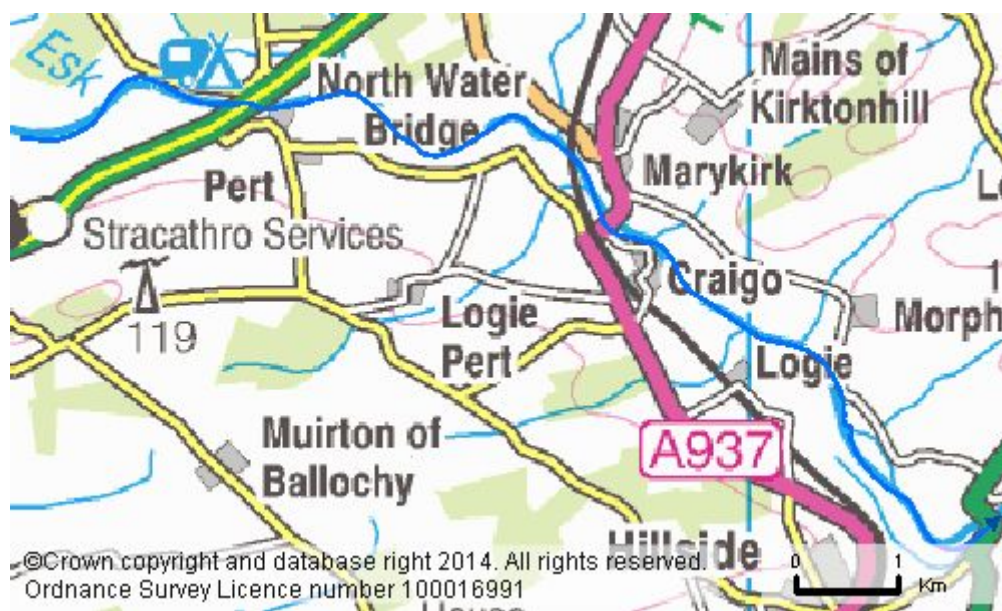 Esk
North Water
Bridge
Mains of
Kirktonhill
Marykirk
Pert
Stracathro Services
119
Logie
Pert
Craigo
Morph
Logie
Muirton of
Ballochy
A937
Hillside
0 1
Km
©Crown copyright and database right 2014. All rights reserved.
Ordnance Survey Licence number 100016991